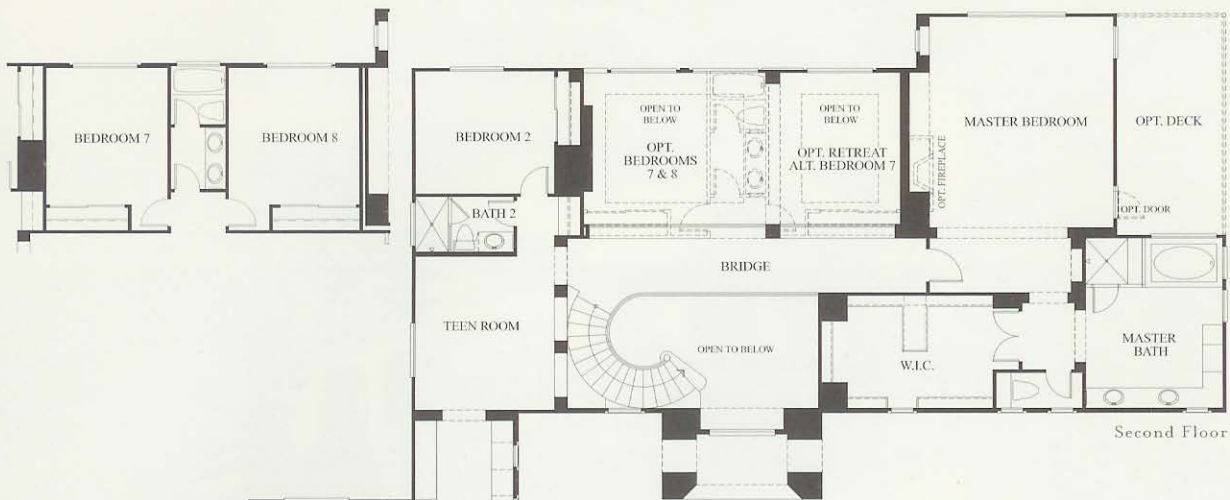 BEDROOM 7
BEDROOM 8
BEDROOM 2
OPEN TO
BELOW
OPT.
BEDROOMS
7 & 8
OPEN TO
BELOW
OPT. RETREAT
ALT. BEDROOM 7
OPT. FIREPLACE
MASTER BEDROOM
OPT. DECK
OPT. DOOR
BATH 2
BRIDGE
TEEN ROOM
OPEN TO BELOW
W.I.C.
MASTER
BATH
Second Floor